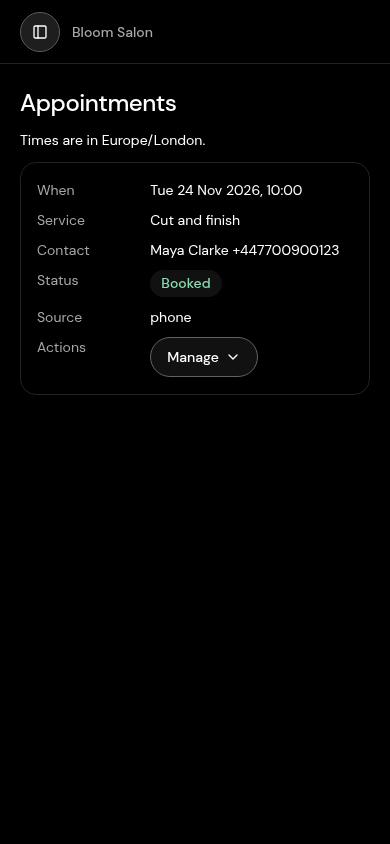 Bloom Salon
Appointments
Times are in Europe/London.
When Tue 24 Nov 2026, 10:00
Service Cut and finish
Contact Maya Clarke +447700900123
Status Booked
Source phone
Actions Manage